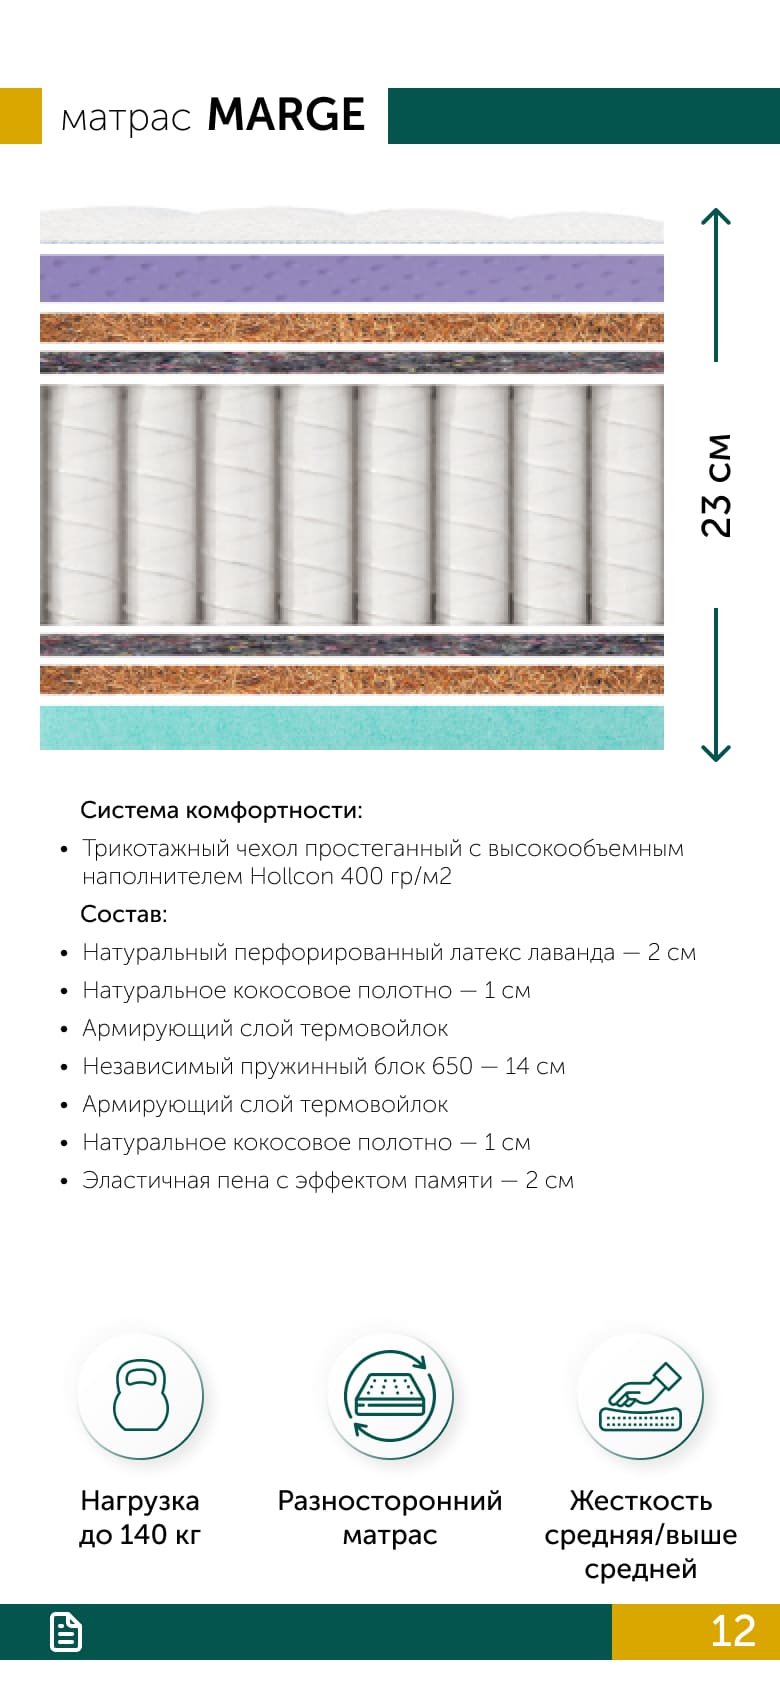 матрас MARGE
23 см
Система комфортности:
• Трикотажный чехол простеганный с высокообъемным
наполнителем Hollcon 400 гр/м2
Состав:
• Натуральный перфорированный латекс лаванда — 2 см
• Натуральное кокосовое полотно — 1 см
• Армирующий слой термовойлок
• Независимый пружинный блок 650 — 14 см
• Армирующий слой термовойлок
• Натуральное кокосовое полотно — 1 см
• Эластичная пена с эффектом памяти — 2 см
Нагрузка
до 140 кг
Разносторонний
матрас
Жесткость
средняя/выше
средней
12